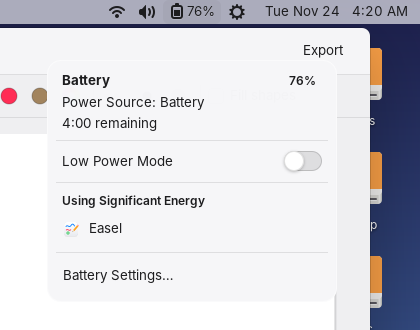 76% Tue Nov 24 4:20 AM
Export
Battery 76%
Power Source: Battery
4:00 remaining
Low Power Mode
Using Significant Energy
Easel
Battery Settings...
s
p